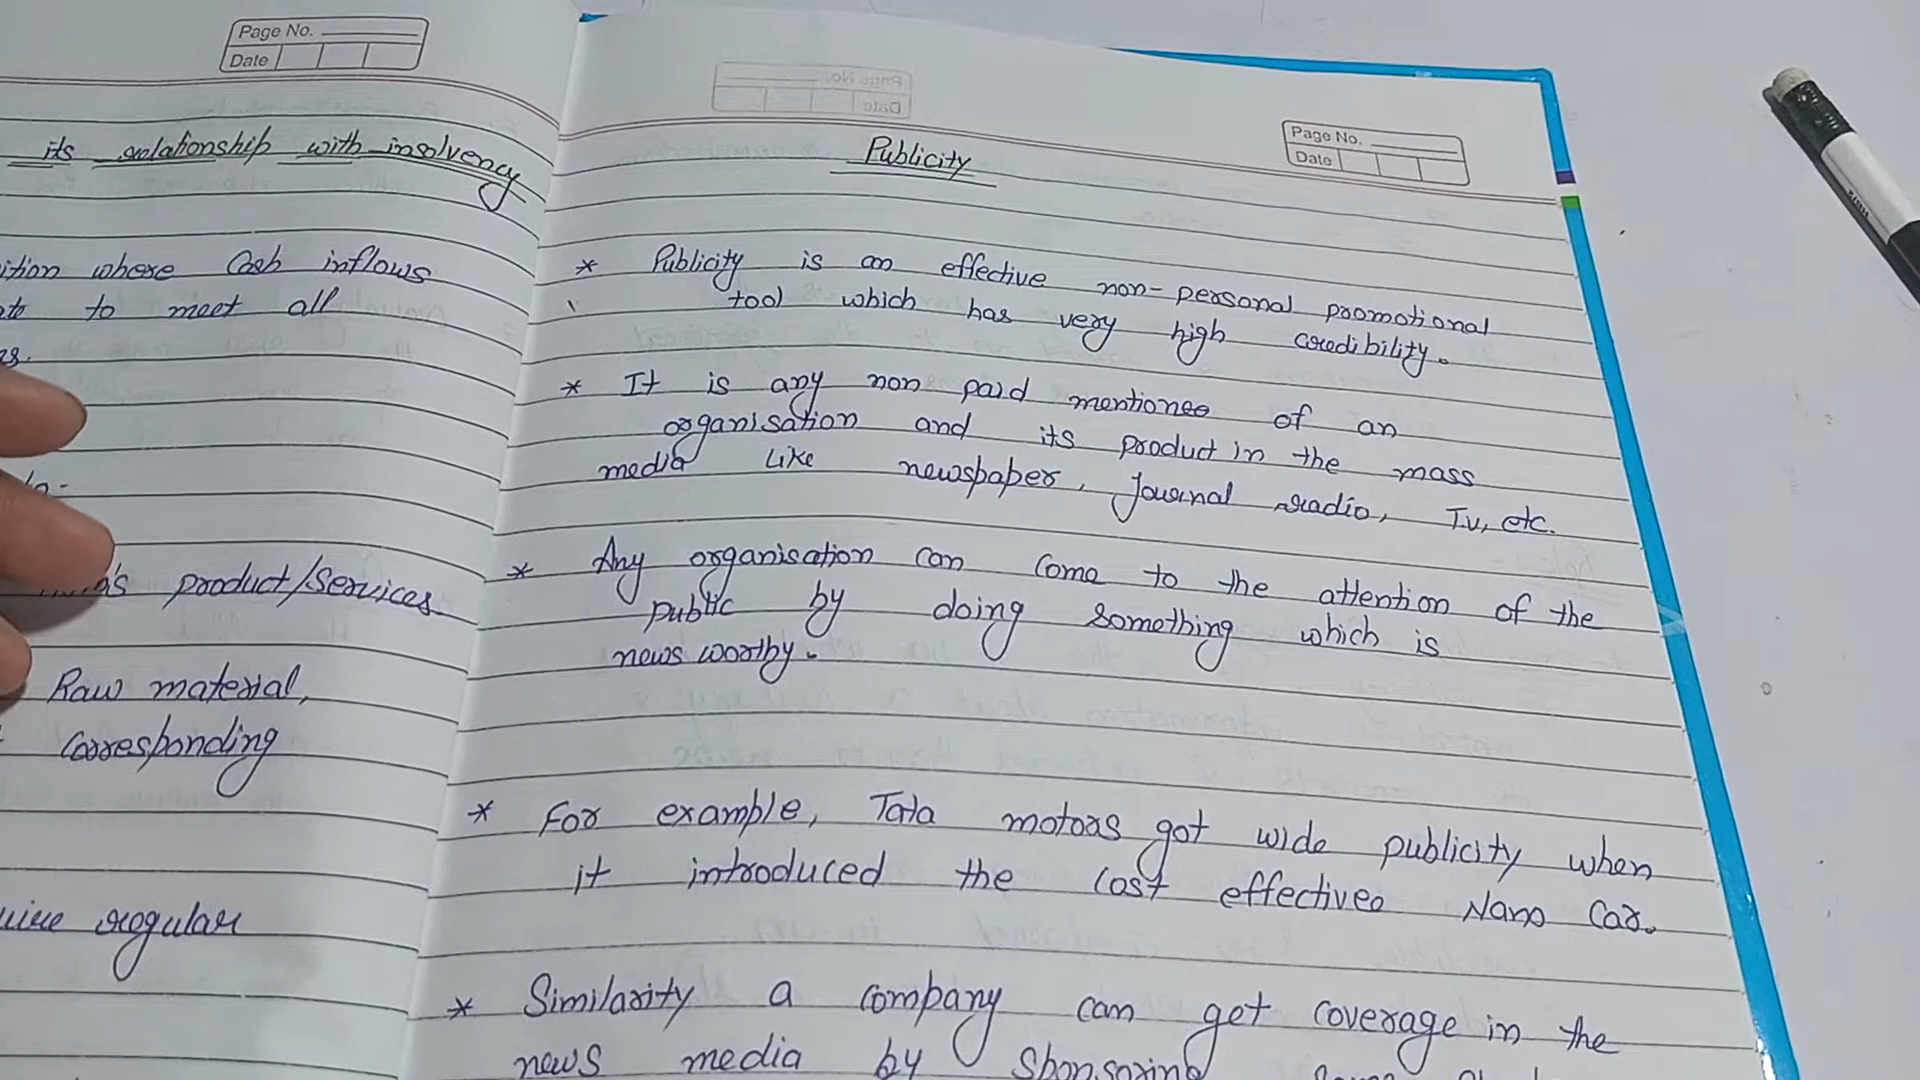 Page No.
Date
its relationship with insolvency
ition where Cash inflows
to meet all
product/services
Raw material,
Corresponding
regular
Page No.
Date
Page No.
Date
Publicity
* Publicity is an effective non-personal promotional
tool which has very high credibility.
* It is any non paid mentionee of an
organisation and its product in the mass
media like newspaper, Journal radio, T.v, etc.
* Any organisation can come to the attention of the
public by doing something which is
news worthy.
* For example, Tata motors got wide publicity when
it introduced the cost effectivee Nano Car.
* Similarity a company can get coverage in the
news media by sponsoring